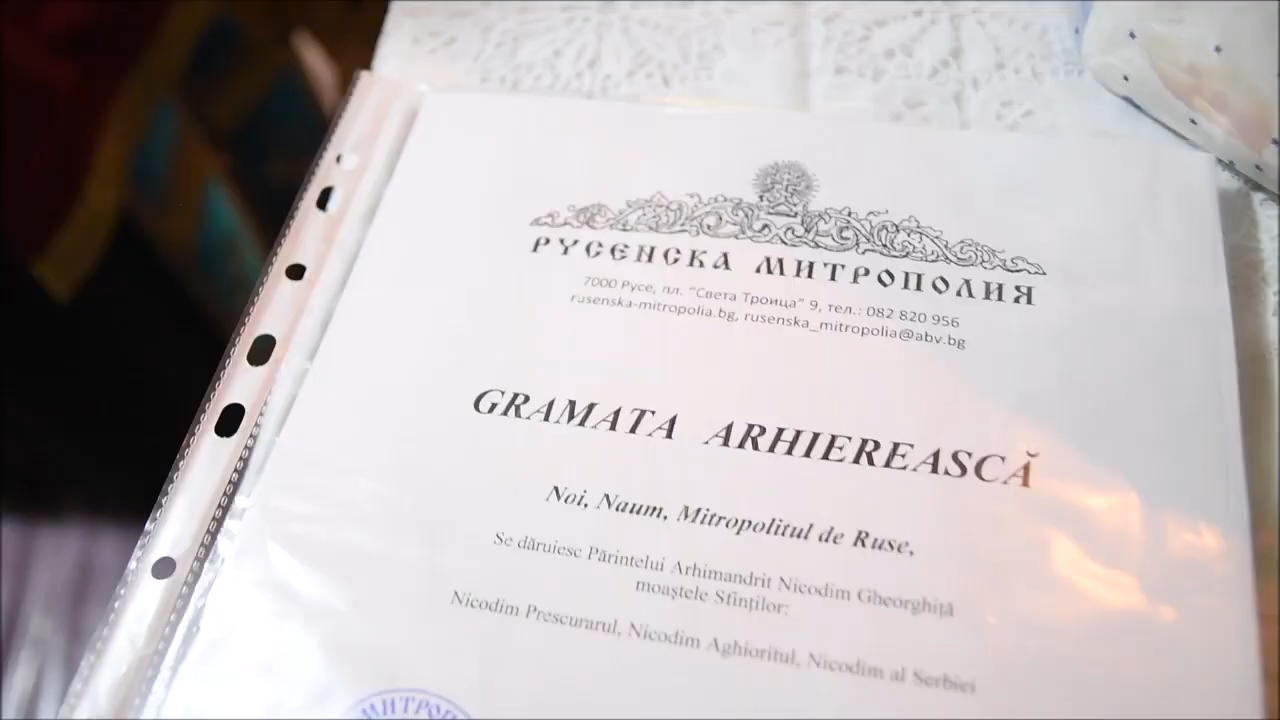 РУСЕНСКА МИТРОПОЛИЯ
7000 Русе, пл. "Света Троица" 9, тел.: 082 820 956
rusenska-mitropolia.bg, rusenska_mitropolia@abv.bg
GRAMATA ARHIEREASCĂ
Noi, Naum, Mitropolitul de Ruse,
Se dăruiesc Părintelui Arhimandrit Nicodim Gheorghiță
moaștele Sfinților:
Nicodim Prescurarul, Nicodim Aghioritul, Nicodim al Serbiei